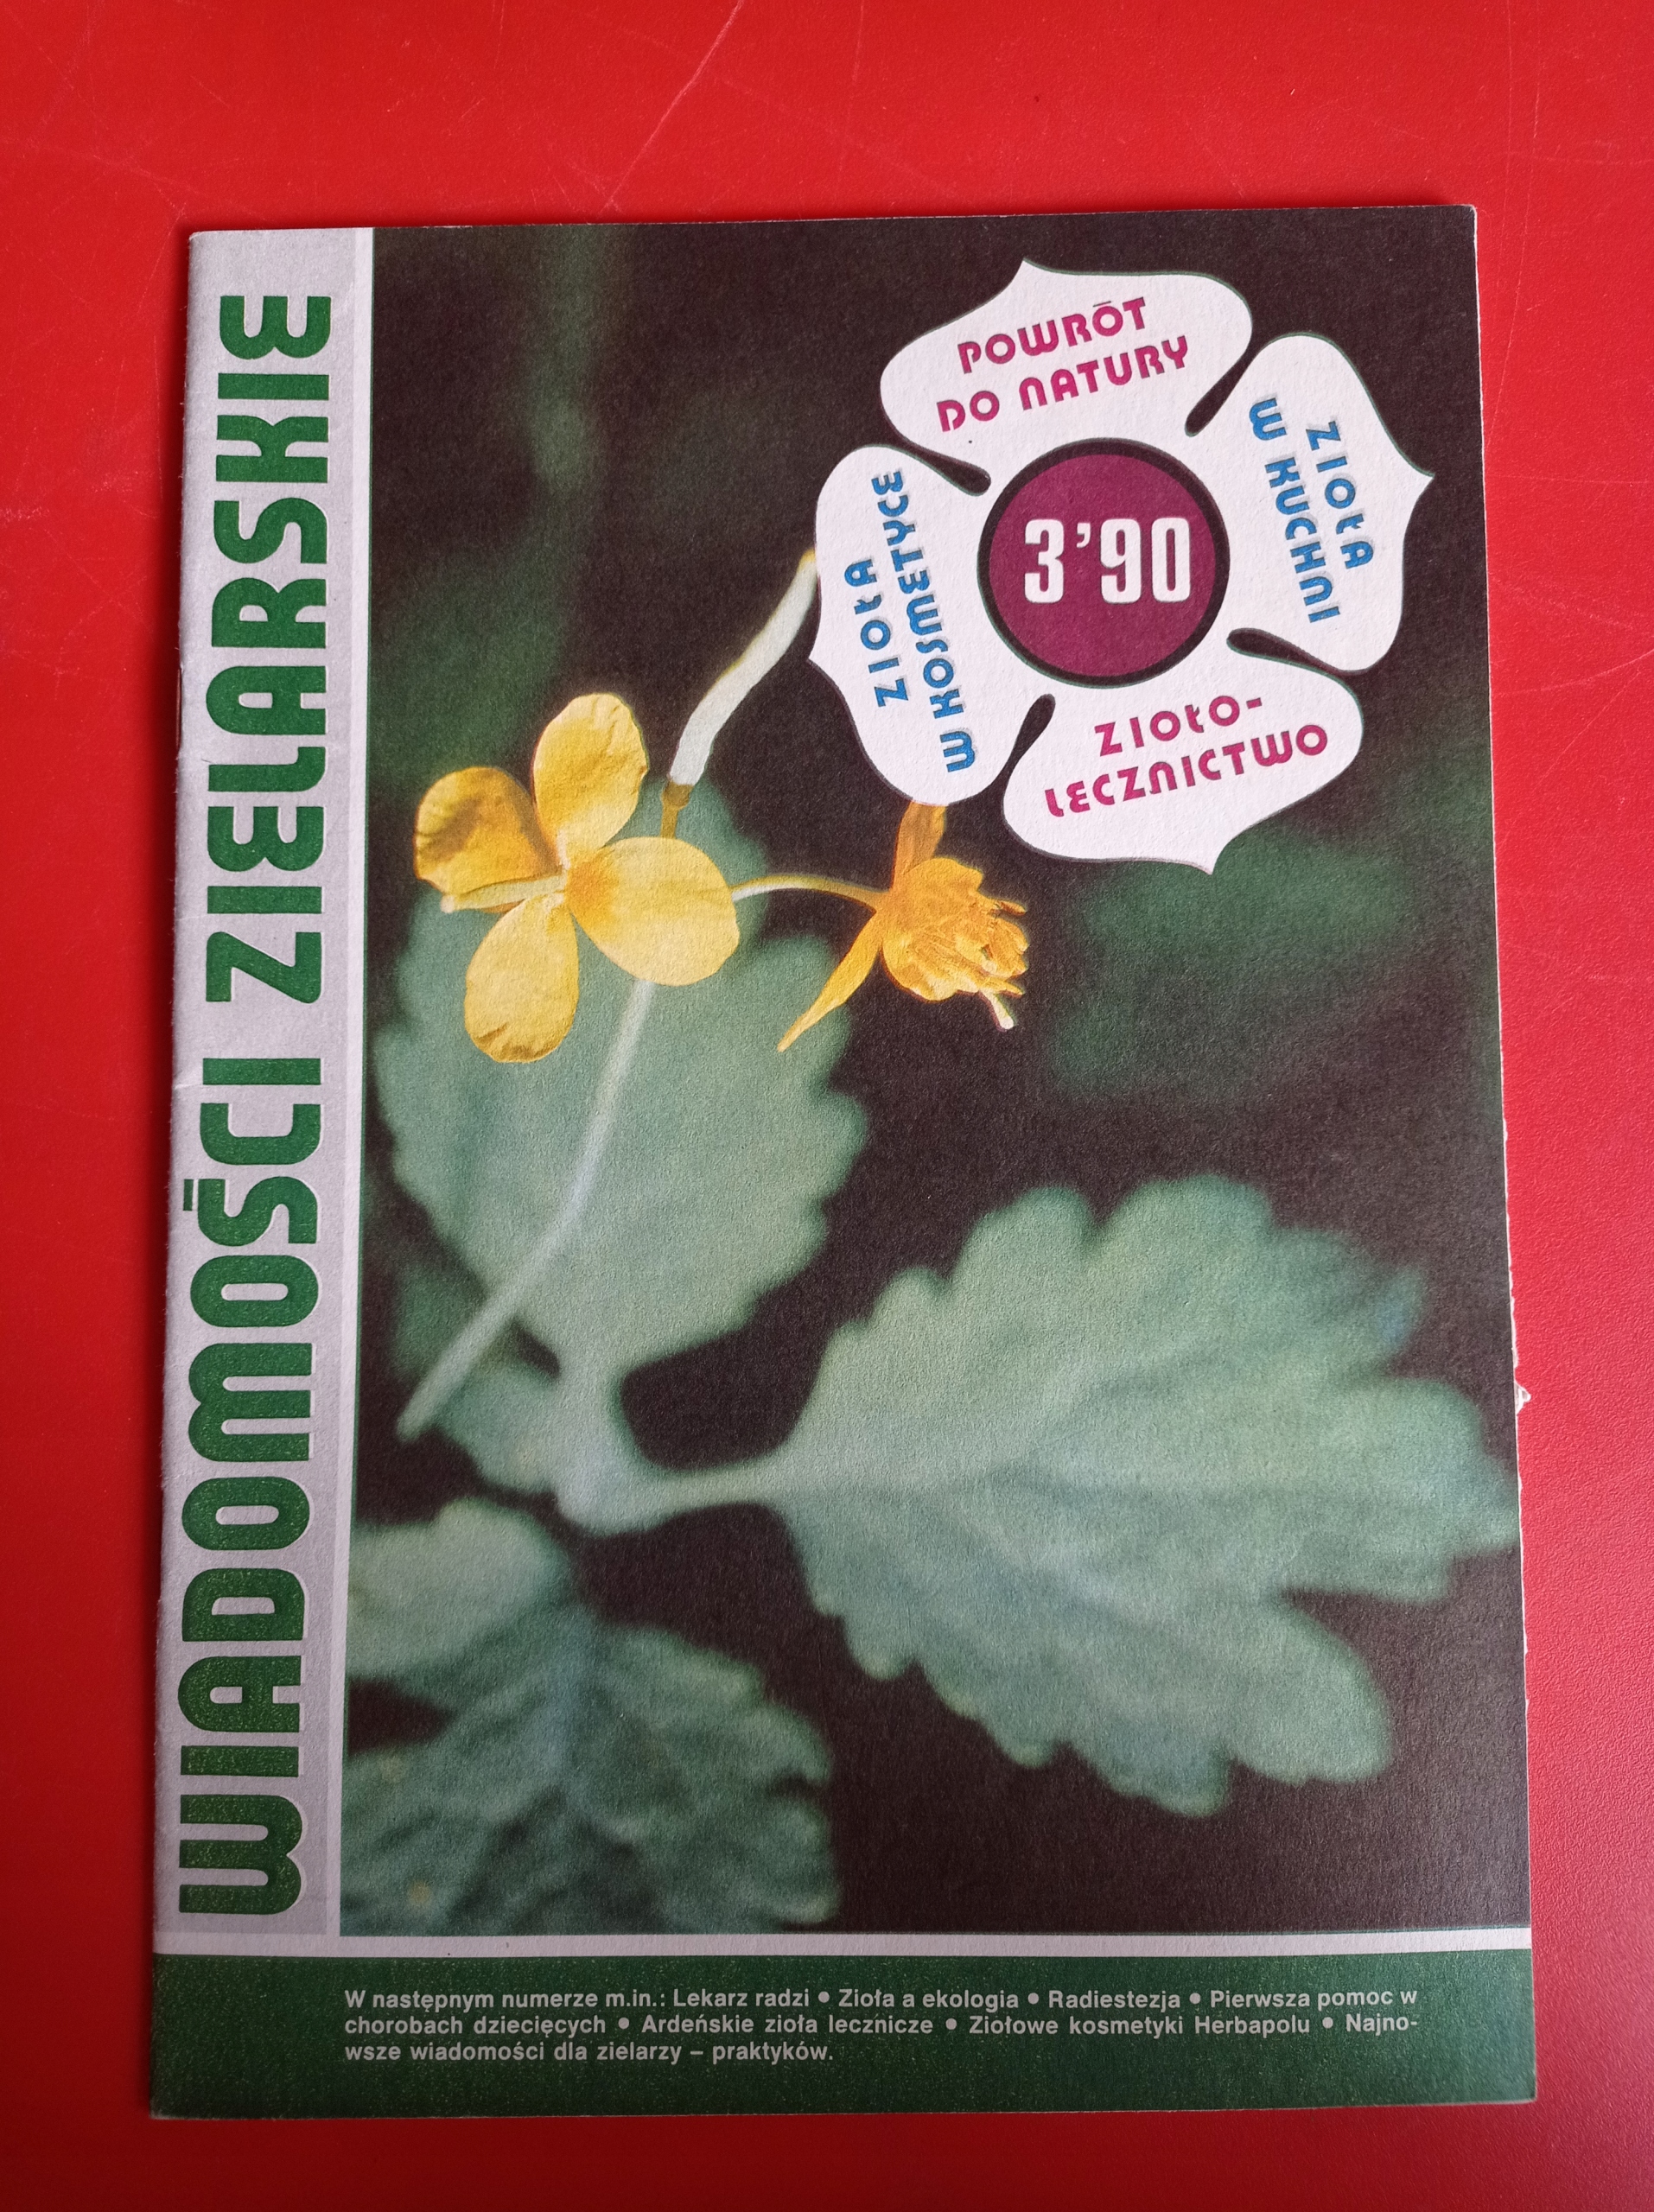 WIADOMOŚCI ZIELARSKIE
POWRÓT
DO NATURY
ZIOŁA
W KUCHNI
ZIOŁA
W KOSMETYCE
3'90
ZIOŁO-
LECZNICTWO
W następnym numerze m.in.: Lekarz radzi • Zioła a ekologia • Radiestezja • Pierwsza pomoc w
chorobach dziecięcych • Ardeńskie zioła lecznicze • Ziołowe kosmetyki Herbapolu • Najno-
wsze wiadomości dla zielarzy – praktyków.